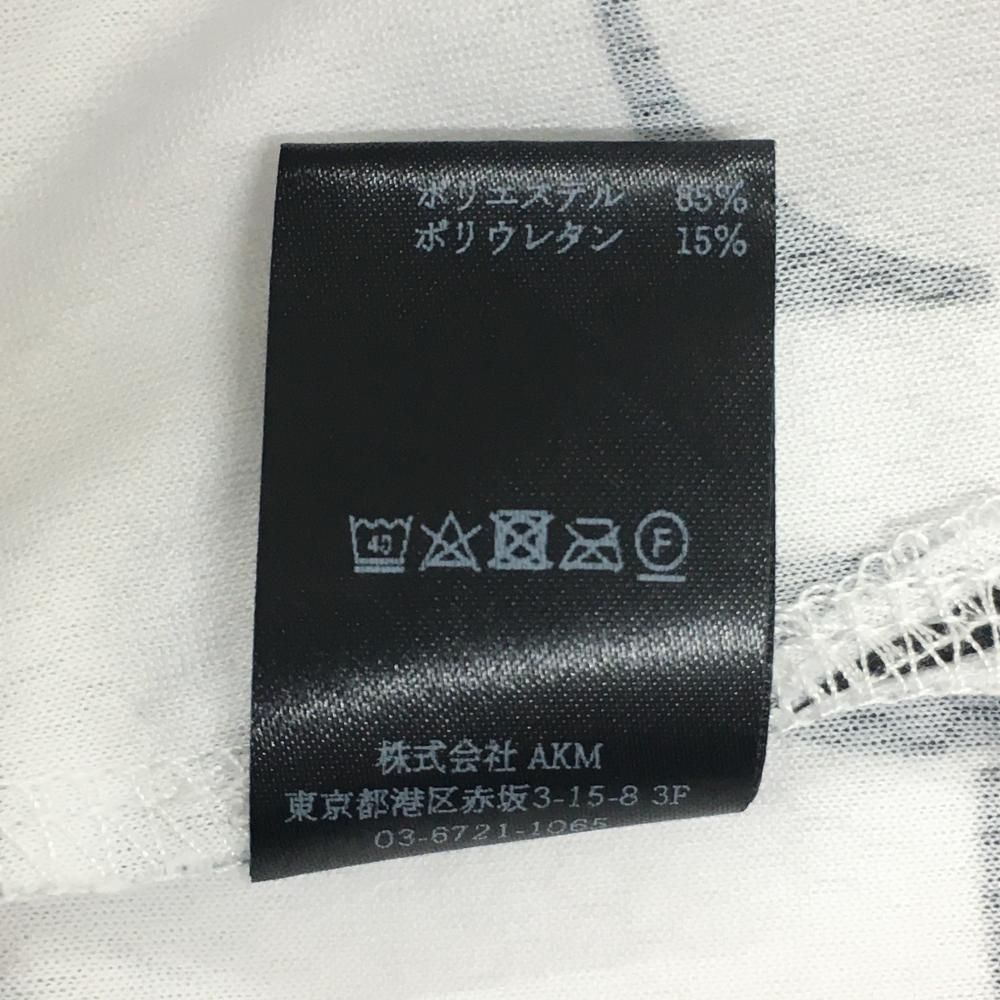 ポリエステル 85%
ポリウレタン 15%
40 F
株式会社 AKM
東京都港区赤坂3-15-8 3F
03-6721-1065